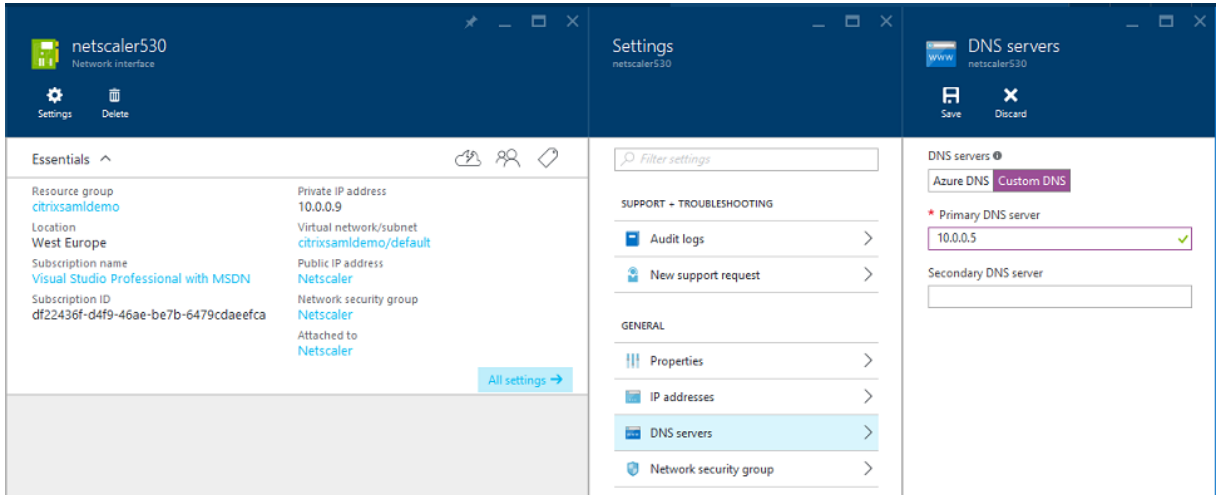 netscaler530
Network interface
Settings
Delete
Essentials
Resource group
citrixsamldemo
Location
West Europe
Subscription name
Visual Studio Professional with MSDN
Subscription ID
df22436f-d4f9-46ae-be7b-6479cdaeefca
Private IP address
10.0.0.9
Virtual network/subnet
citrixsamldemo/default
Public IP address
Netscaler
Network security group
Netscaler
Attached to
Netscaler
All settings →
Settings
netscaler530
Filter settings
SUPPORT + TROUBLESHOOTING
Audit logs
New support request
GENERAL
Properties
IP addresses
DNS servers
Network security group
www
DNS servers
netscaler530
Save
Discard
DNS servers
Azure DNS Custom DNS
* Primary DNS server
10.0.0.5
Secondary DNS server